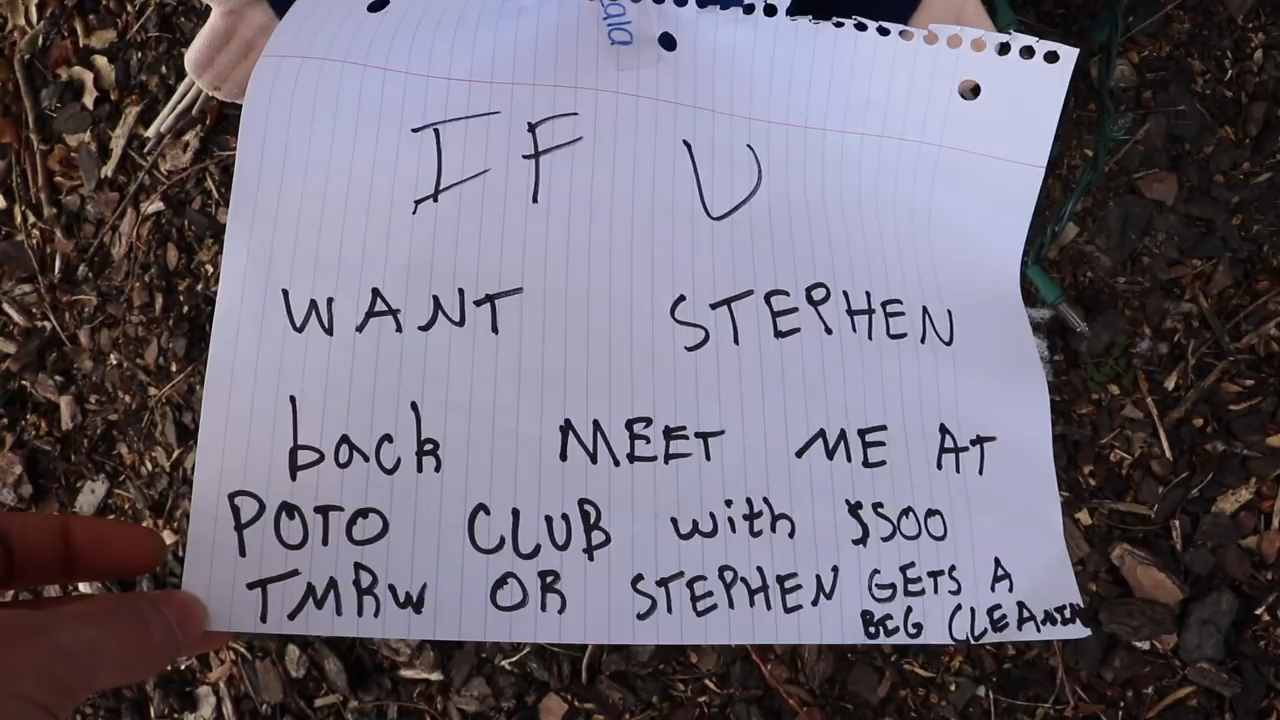 IF U
WANT STEPHEN
back MEET ME AT
POTO CLUB with $500
TMRW OR STEPHEN GETS A
BEG CLEANIN